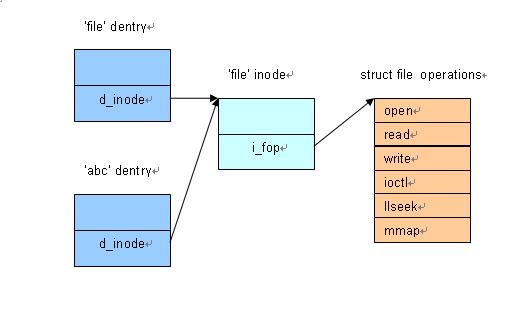 'file' dentry
d_inode
'abc' dentry
d_inode
'file' inode
i_fop
struct file operations
open
read
write
ioctl
llseek
mmap